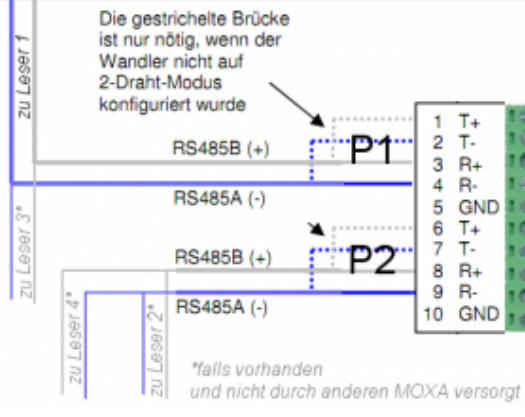 Die gestrichelte Brücke
ist nur nötig, wenn der
Wandler nicht auf
2-Draht-Modus
konfiguriert wurde
zu Leser 1
RS485B (+)
P1
RS485A (-)
1 T+
2 T-
3 R+
4 R-
5 GND
6 T+
7 T-
8 R+
9 R-
10 GND
zu Leser 3*
RS485B (+)
P2
RS485A (-)
zu Leser 4*
zu Leser 2*
*falls vorhanden
und nicht durch anderen MOXA versorgt